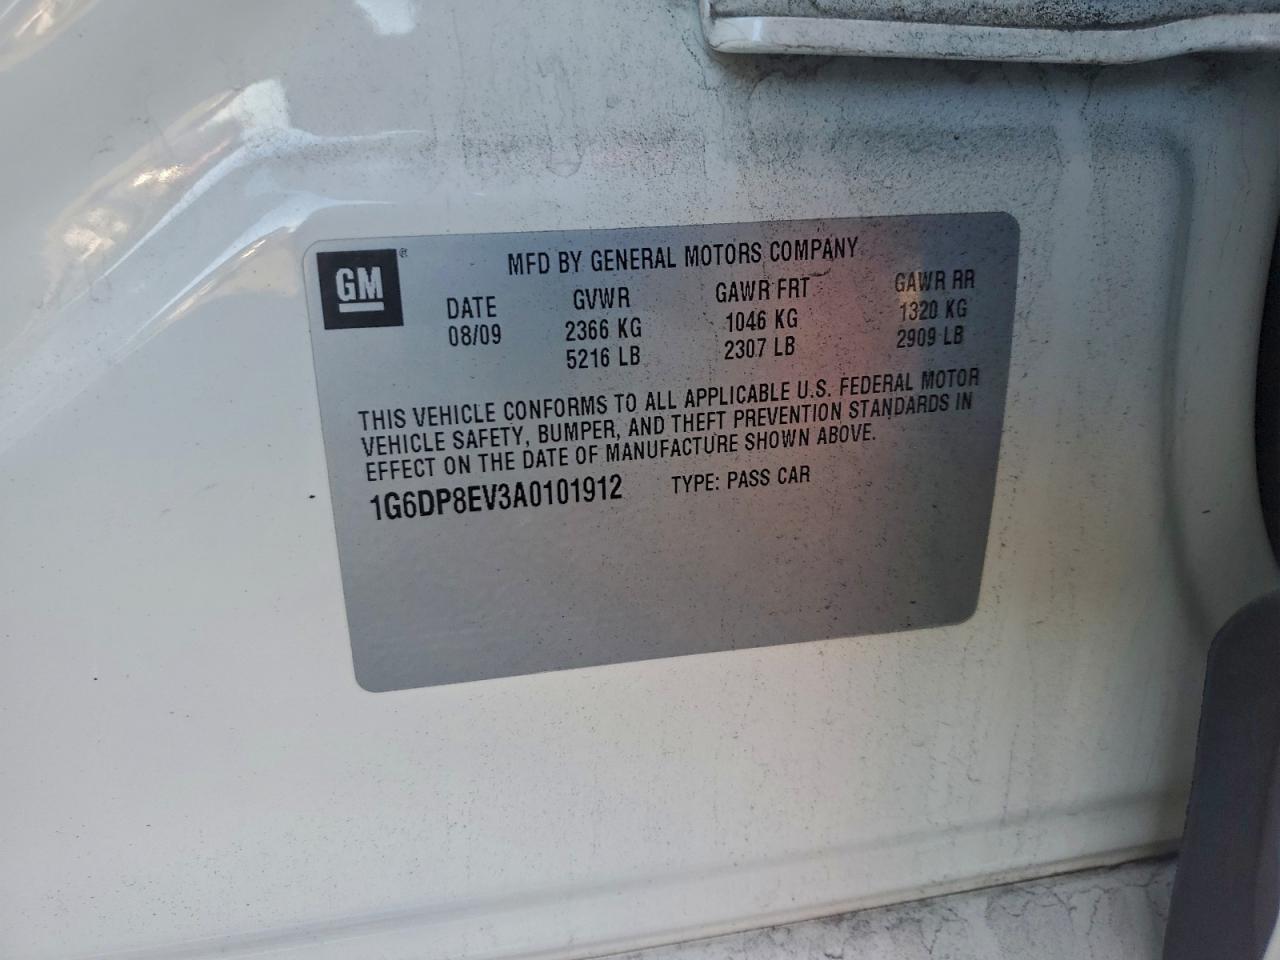 GM®
MFD BY GENERAL MOTORS COMPANY
DATE GVWR GAWR FRT GAWR RR
08/09 2366 KG 1046 KG 1320 KG
5216 LB 2307 LB 2909 LB
THIS VEHICLE CONFORMS TO ALL APPLICABLE U.S. FEDERAL MOTOR
VEHICLE SAFETY, BUMPER, AND THEFT PREVENTION STANDARDS IN
EFFECT ON THE DATE OF MANUFACTURE SHOWN ABOVE.
1G6DP8EV3A0101912 TYPE: PASS CAR